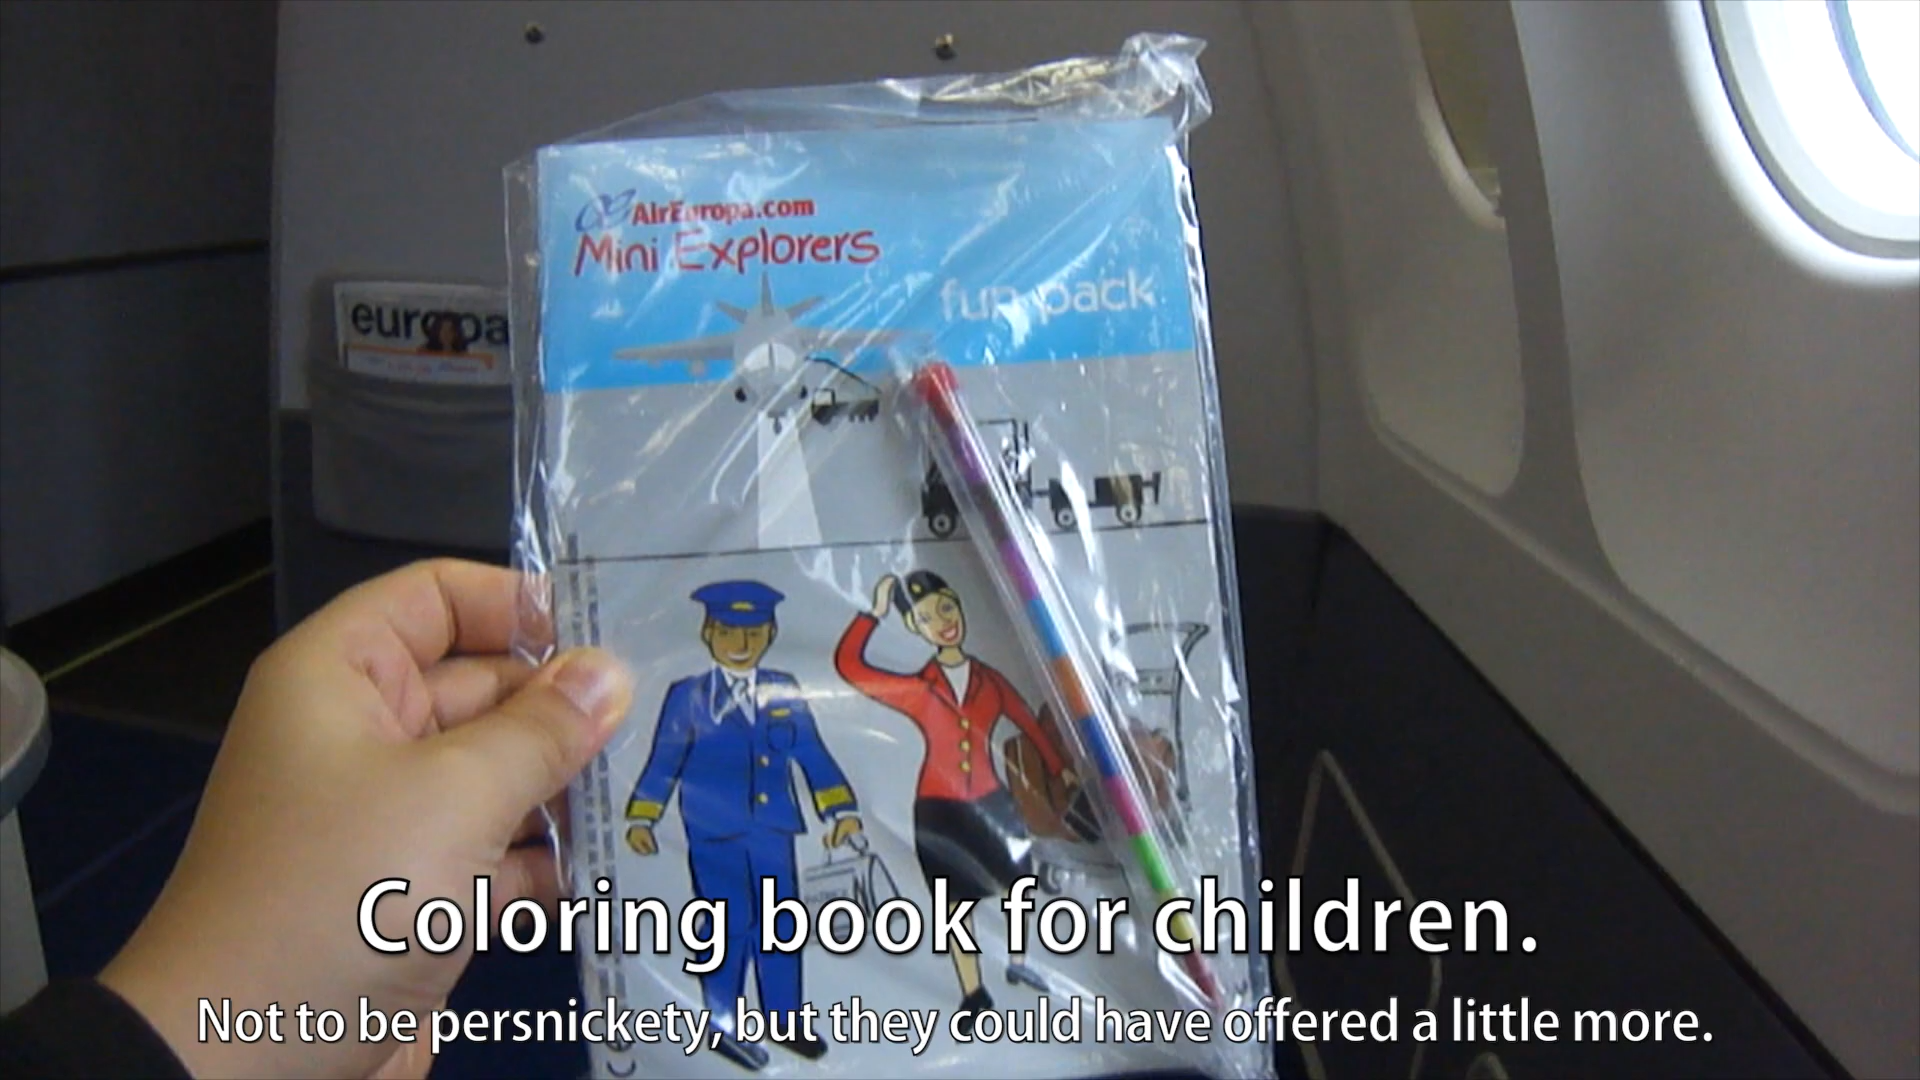 AirEuropa.com
Mini Explorers
fun pack
europa
Coloring book for children.
Not to be persnickety, but they could have offered a little more.